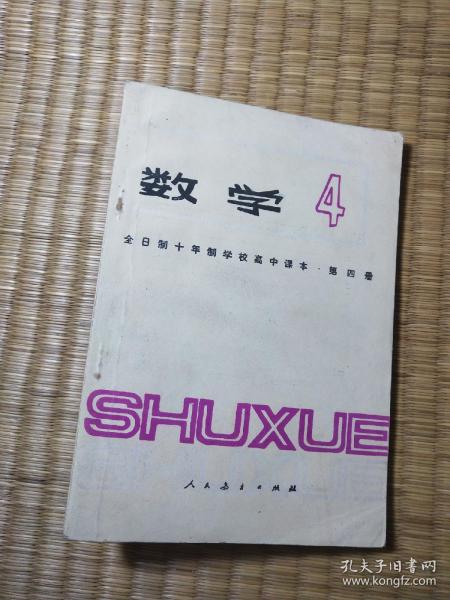 数学 4
全日制十年制学校高中课本·第四册
SHUXUE
人民教育出版社
孔夫子旧书网
www.kongfz.com